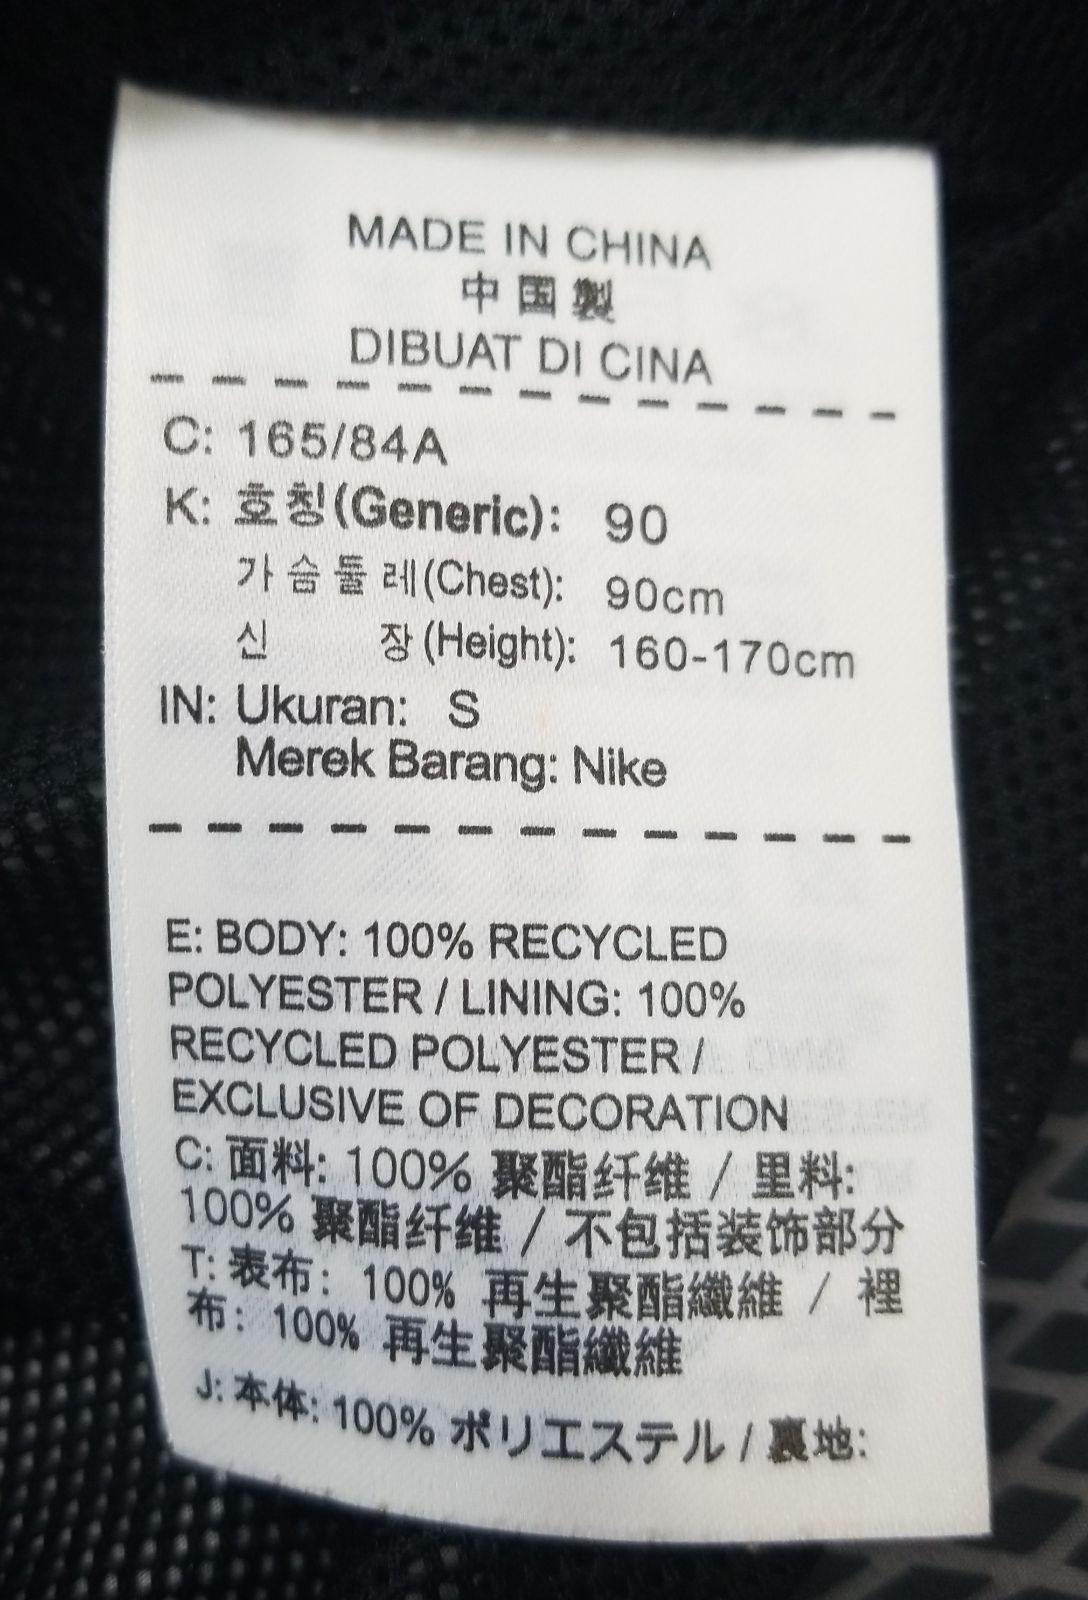 MADE IN CHINA
中国製
DIBUAT DI CINA
C: 165/84A
K: 호칭(Generic): 90
가슴둘레(Chest): 90cm
신 장(Height): 160-170cm
IN: Ukuran: S
Merek Barang: Nike
E: BODY: 100% RECYCLED
POLYESTER / LINING: 100%
RECYCLED POLYESTER /
EXCLUSIVE OF DECORATION
C: 面料: 100% 聚酯纤维 / 里料:
100% 聚酯纤维 / 不包括装饰部分
T: 表布: 100% 再生聚酯纖維 / 裡
布: 100% 再生聚酯纖維
J: 本体: 100% ポリエステル / 裏地: